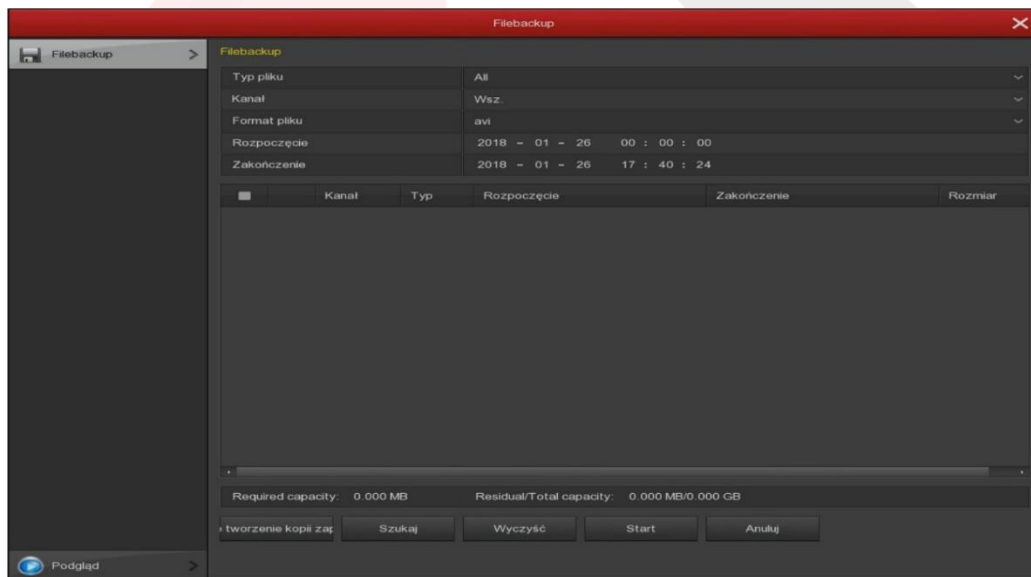 Filebackup
Filebackup
Filebackup
Typ pliku All
Kanał Wsz.
Format pliku avi
Rozpoczęcie 2018 - 01 - 26 00 : 00 : 00
Zakończenie 2018 - 01 - 26 17 : 40 : 24
Kanał Typ Rozpoczęcie Zakończenie Rozmiar
Required capacity: 0.000 MB Residual/Total capacity: 0.000 MB/0.000 GB
tworzenie kopii zap Szukaj Wyczyść Start Anuluj
Podgląd